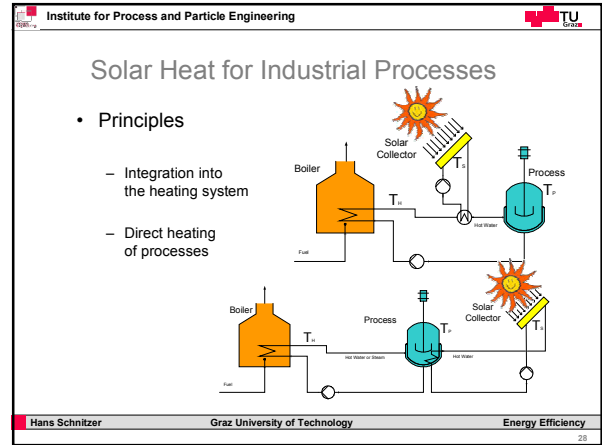 Institute for Process and Particle Engineering
TU
Graz
Solar Heat for Industrial Processes
• Principles
– Integration into
the heating system
– Direct heating
of processes
Solar
Collector
Boiler
Process
T S
T P
T H
Hot Water
Fuel
Boiler
Process
Solar
Collector
T H
T P
T S
Hot Water or Steam
Hot Water
Fuel
Hans Schnitzer
Graz University of Technology
Energy Efficiency
28